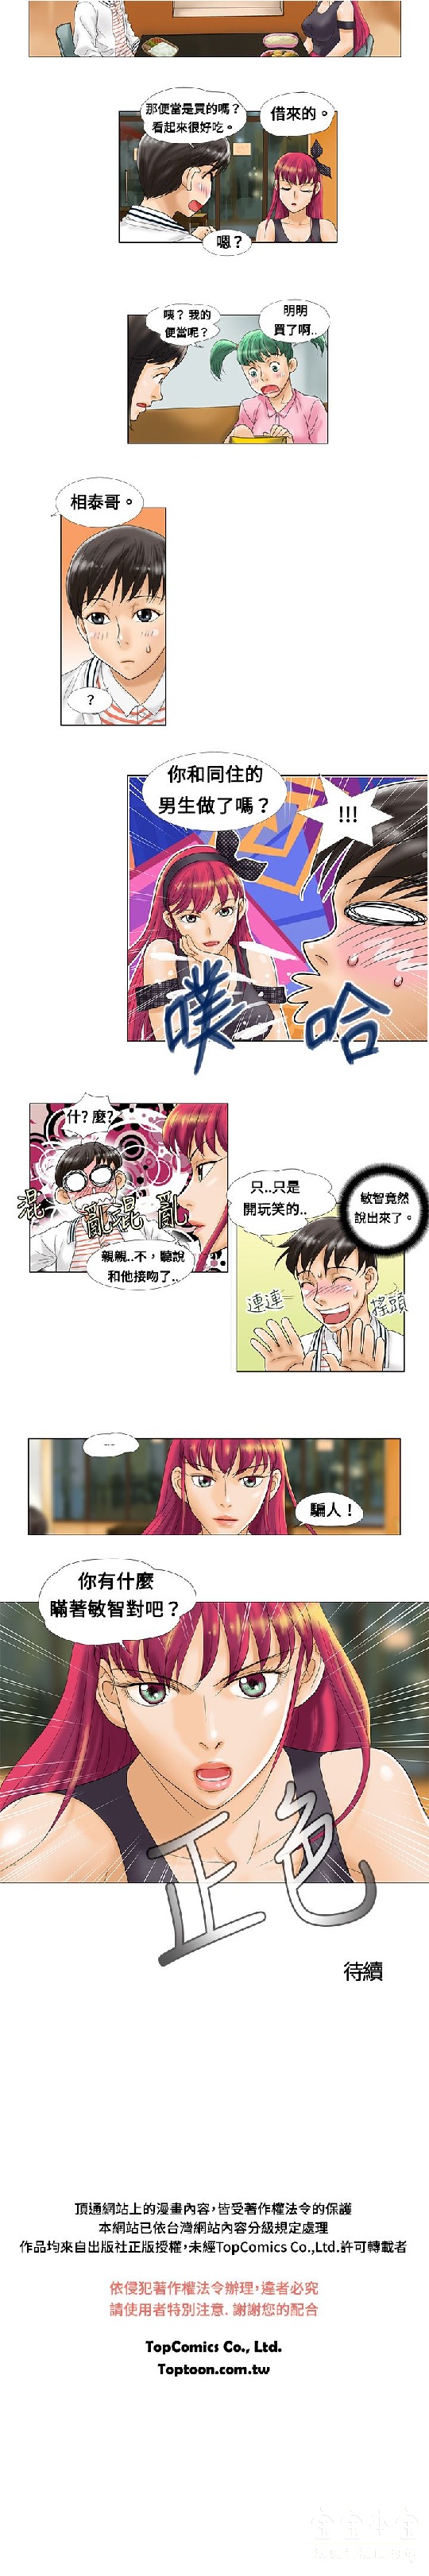 那便當是買的嗎？
看起來很好吃。
借來的。
嗯？
咦？我的
便當呢？
明明
買了啊..
相泰哥。
？
你和同住的
男生做了嗎？
!!!
噗 哈
什? 麼?
混 亂 混 亂
親親..不，聽說
和他接吻了..
敏智竟然
說出來了。
只..只是
開玩笑的..
連連 搖頭
......
騙人！
你有什麼
瞞著敏智對吧？
正色
待續
頂通網站上的漫畫內容，皆受著作權法令的保護
本網站已依台灣網站內容分級規定處理
作品均來自出版社正版授權，未經TopComics Co.,Ltd.許可轉載者
依侵犯著作權法令辦理，違者必究
請使用者特別注意. 謝謝您的配合
TopComics Co., Ltd.
Toptoon.com.tw